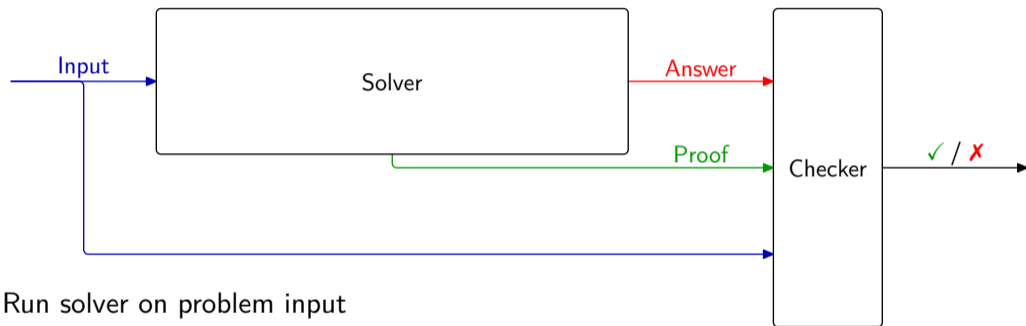 Input
Solver
Answer
Proof
Checker
✓ / ✗
Run solver on problem input